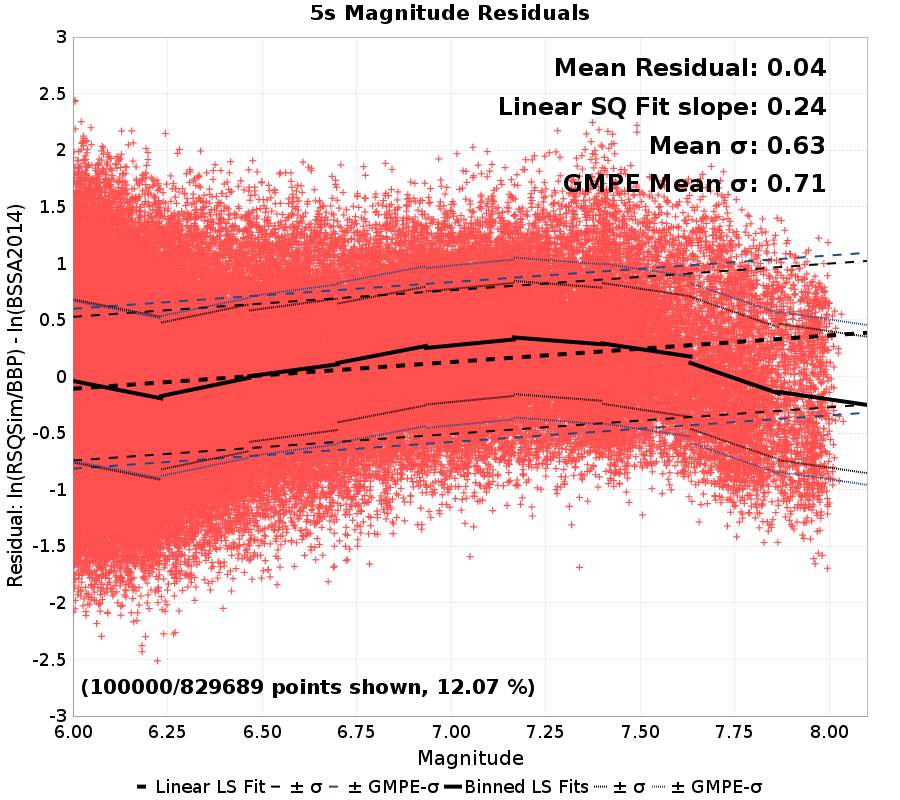 5s Magnitude Residuals
Residual: ln(RSQSim/BBP) - ln(BSSA2014)
3
2.5
2
1.5
1
0.5
0
-0.5
-1
-1.5
-2
-2.5
-3
Mean Residual: 0.04
Linear SQ Fit slope: 0.24
Mean σ: 0.63
GMPE Mean σ: 0.71
(100000/829689 points shown, 12.07 %)
6.00 6.25 6.50 6.75 7.00 7.25 7.50 7.75 8.00
Magnitude
Linear LS Fit ± σ ± GMPE-σ Binned LS Fits ± σ ± GMPE-σ